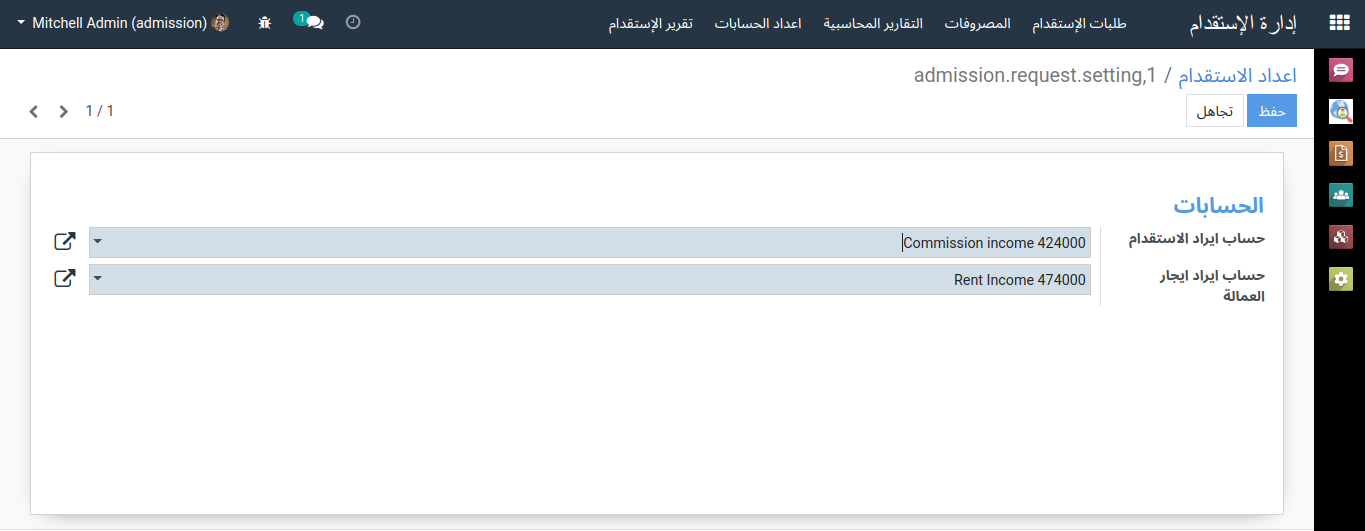 إدارة الإستقدام
طلبات الإستقدام
المصروفات
التقارير المحاسبية
اعداد الحسابات
تقرير الإستقدام
1
Mitchell Admin (admission)
اعداد الاستقدام / admission.request.setting,1
حفظ
تجاهل
1 / 1
الحسابات
حساب ايراد الاستقدام
Commission income 424000
حساب ايراد ايجار
العمالة
Rent Income 474000